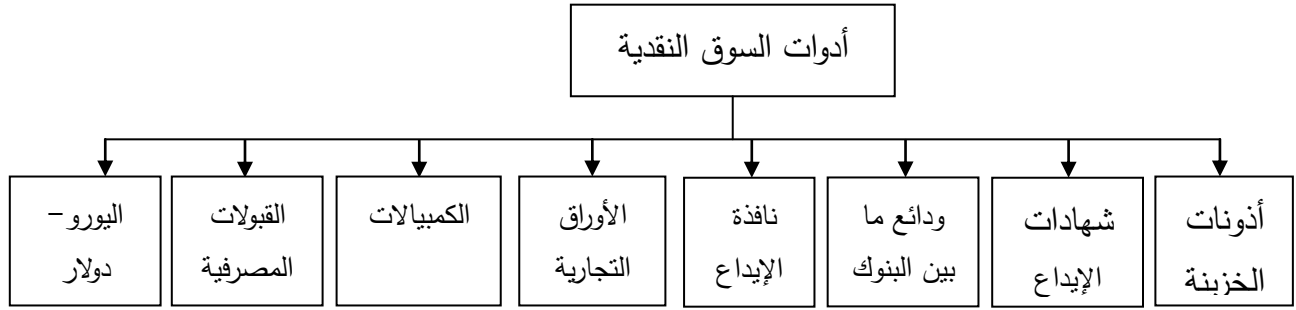 أدوات السوق النقدية
أذونات
الخزينة
شهادات
الإيداع
ودائع ما
بين البنوك
نافذة
الإيداع
الأوراق
التجارية
الكمبيالات
القبولات
المصرفية
اليورو–
دولار